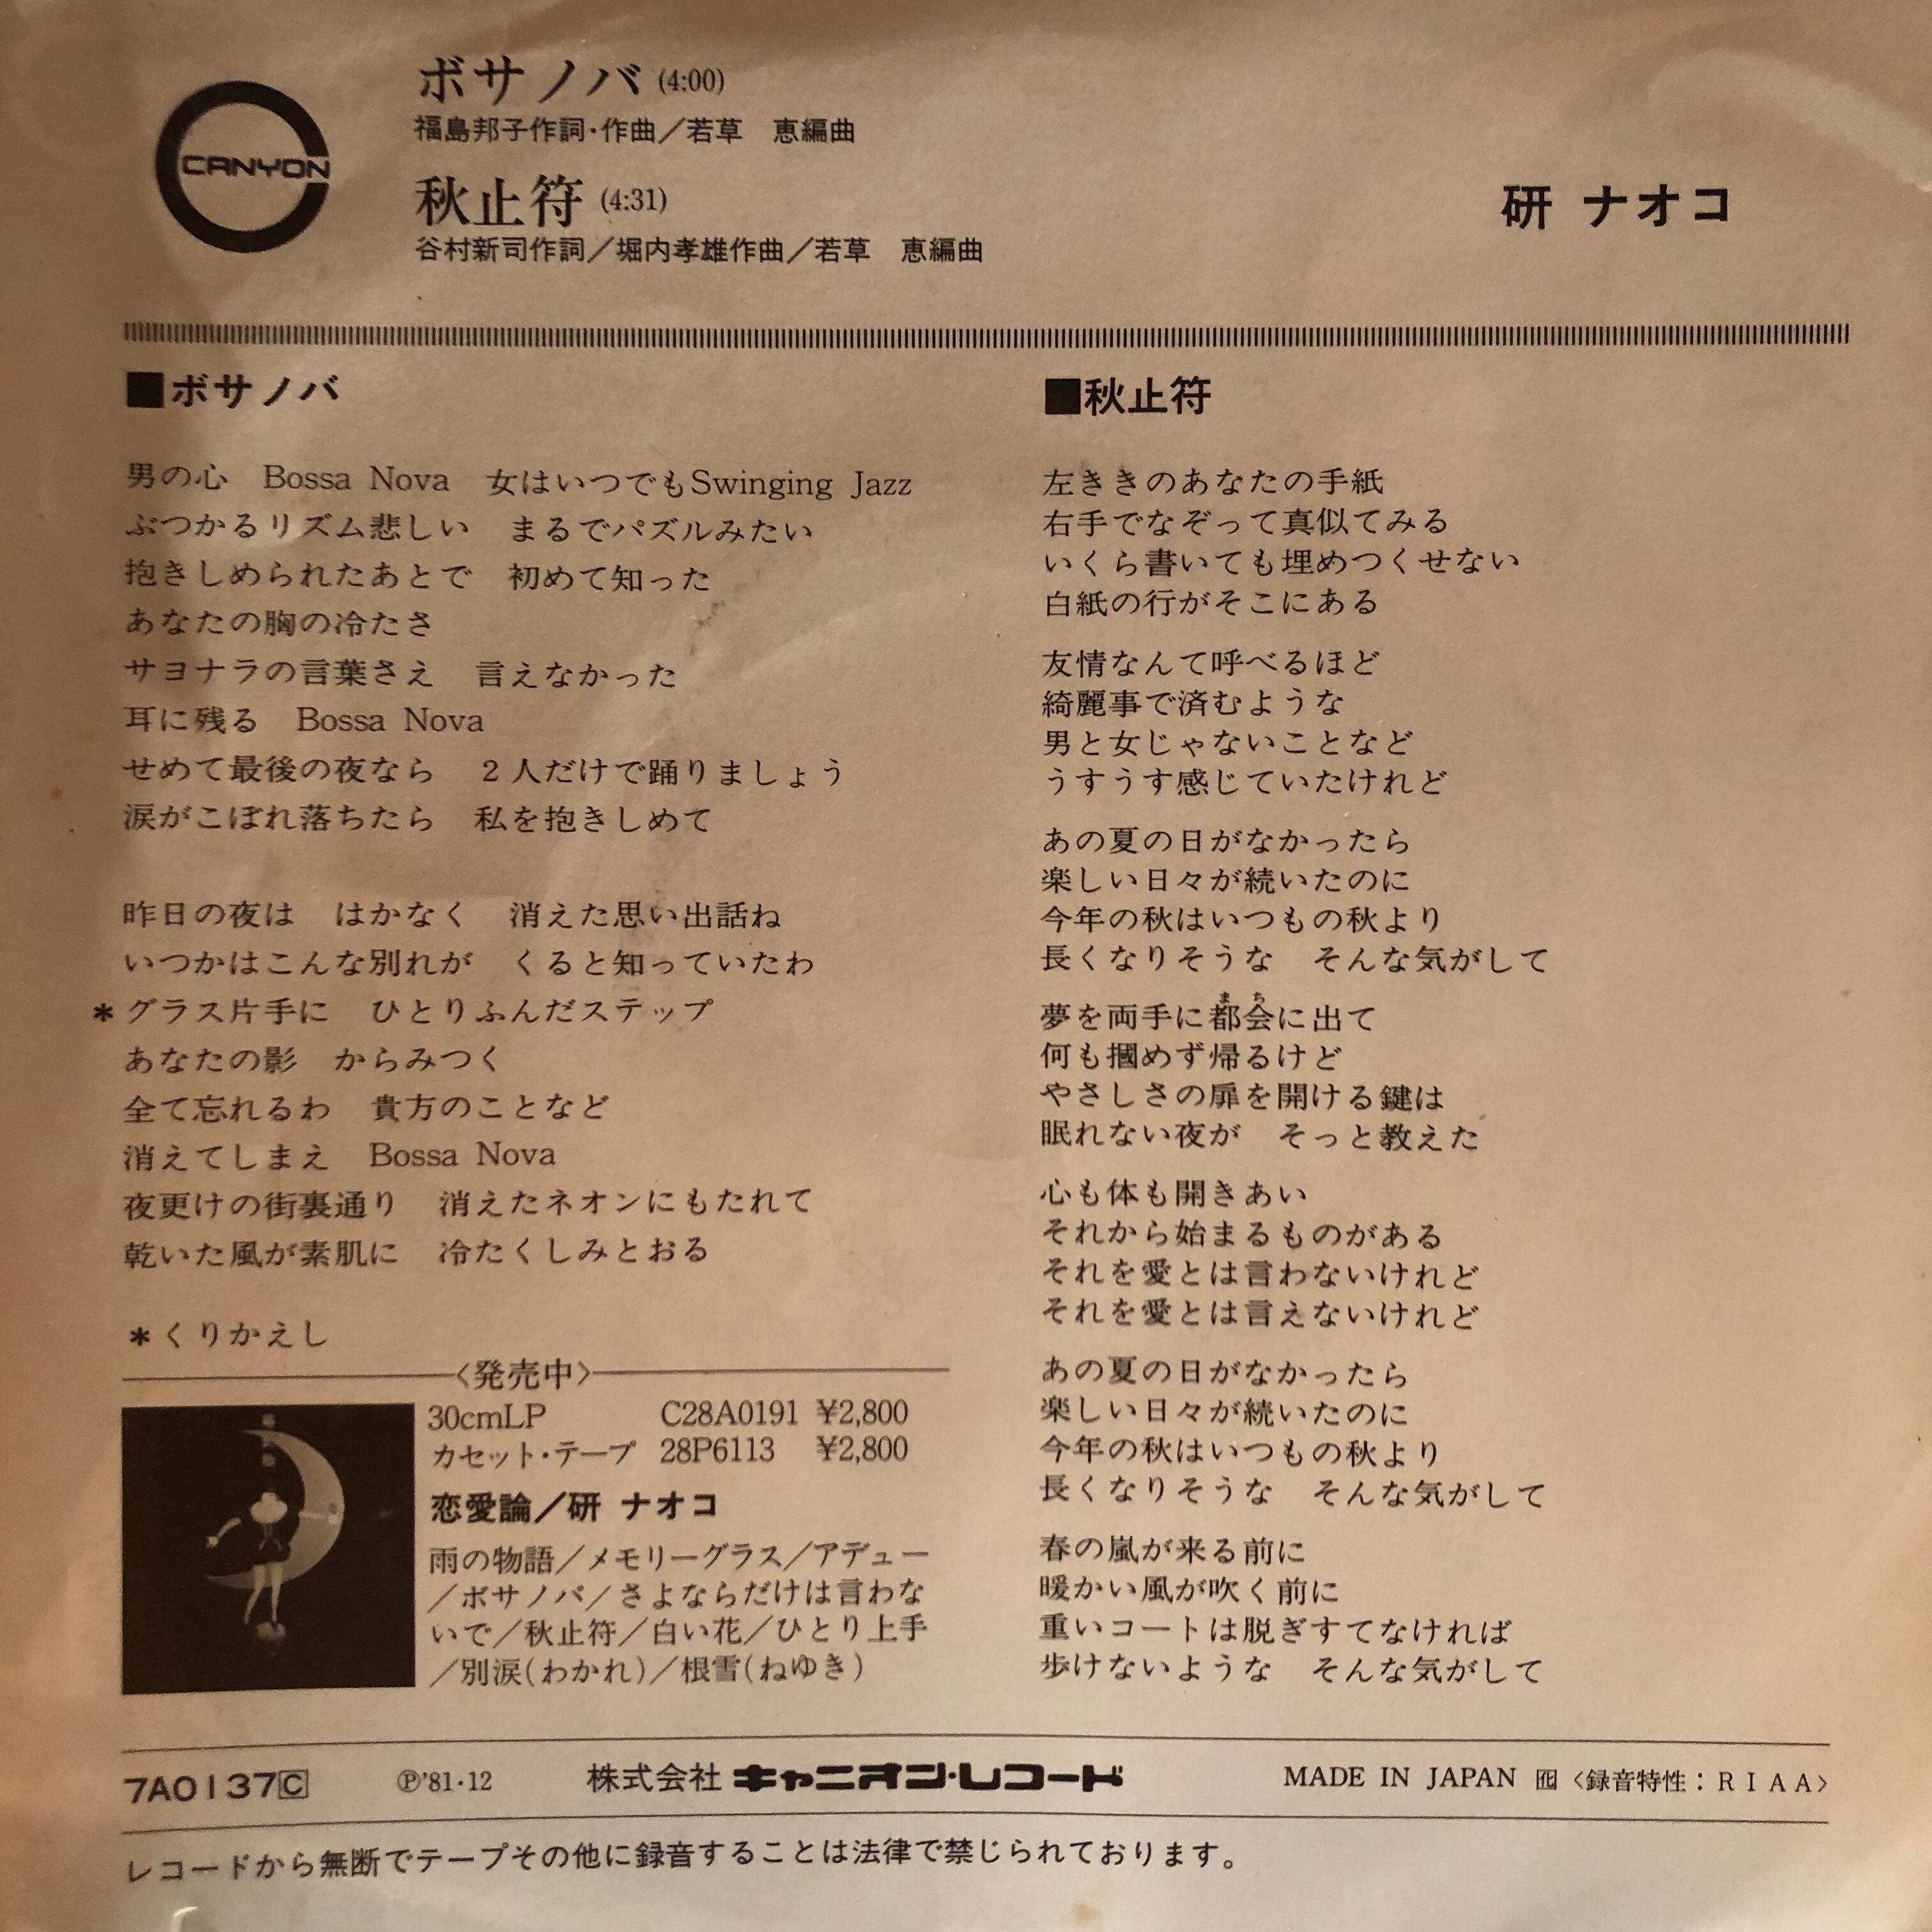 CANYON
ボサノバ (4:00)
福島邦子作詞・作曲／若草　恵編曲
秋止符 (4:31)
谷村新司作詞／堀内孝雄作曲／若草　恵編曲
研 ナオコ
■ボサノバ
男の心　Bossa Nova　女はいつでもSwinging Jazz
ぶつかるリズム悲しい　まるでパズルみたい
抱きしめられたあとで　初めて知った
あなたの胸の冷たさ
サヨナラの言葉さえ　言えなかった
耳に残る　Bossa Nova
せめて最後の夜なら　２人だけで踊りましょう
涙がこぼれ落ちたら　私を抱きしめて
昨日の夜は　はかなく　消えた思い出話ね
いつかはこんな別れが　くると知っていたわ
＊グラス片手に　ひとりふんだステップ
あなたの影　からみつく
全て忘れるわ　貴方のことなど
消えてしまえ　Bossa Nova
夜更けの街裏通り　消えたネオンにもたれて
乾いた風が素肌に　冷たくしみとおる
＊くりかえし
〈発売中〉
30cmLP　C28A0191　¥2,800
カセット・テープ　28P6113　¥2,800
恋愛論／研 ナオコ
雨の物語／メモリーグラス／アデュー
／ボサノバ／さよならだけは言わな
いで／秋止符／白い花／ひとり上手
／別涙(わかれ)／根雪(ねゆき)
■秋止符
左ききのあなたの手紙
右手でなぞって真似てみる
いくら書いても埋めつくせない
白紙の行がそこにある
友情なんて呼べるほど
綺麗事で済むような
男と女じゃないことなど
うすうす感じていたけれど
あの夏の日がなかったら
楽しい日々が続いたのに
今年の秋はいつもの秋より
長くなりそうな　そんな気がして
まち
夢を両手に都会に出て
何も摑めず帰るけど
やさしさの扉を開ける鍵は
眠れない夜が　そっと教えた
心も体も開きあい
それから始まるものがある
それを愛とは言わないけれど
それを愛とは言えないけれど
あの夏の日がなかったら
楽しい日々が続いたのに
今年の秋はいつもの秋より
長くなりそうな　そんな気がして
春の嵐が来る前に
暖かい風が吹く前に
重いコートは脱ぎすてなければ
歩けないような　そんな気がして
7A0137C　Ⓟ'81・12　株式会社 キャニオン・レコード　MADE IN JAPAN 〈録音特性：RIAA〉
レコードから無断でテープその他に録音することは法律で禁じられております。